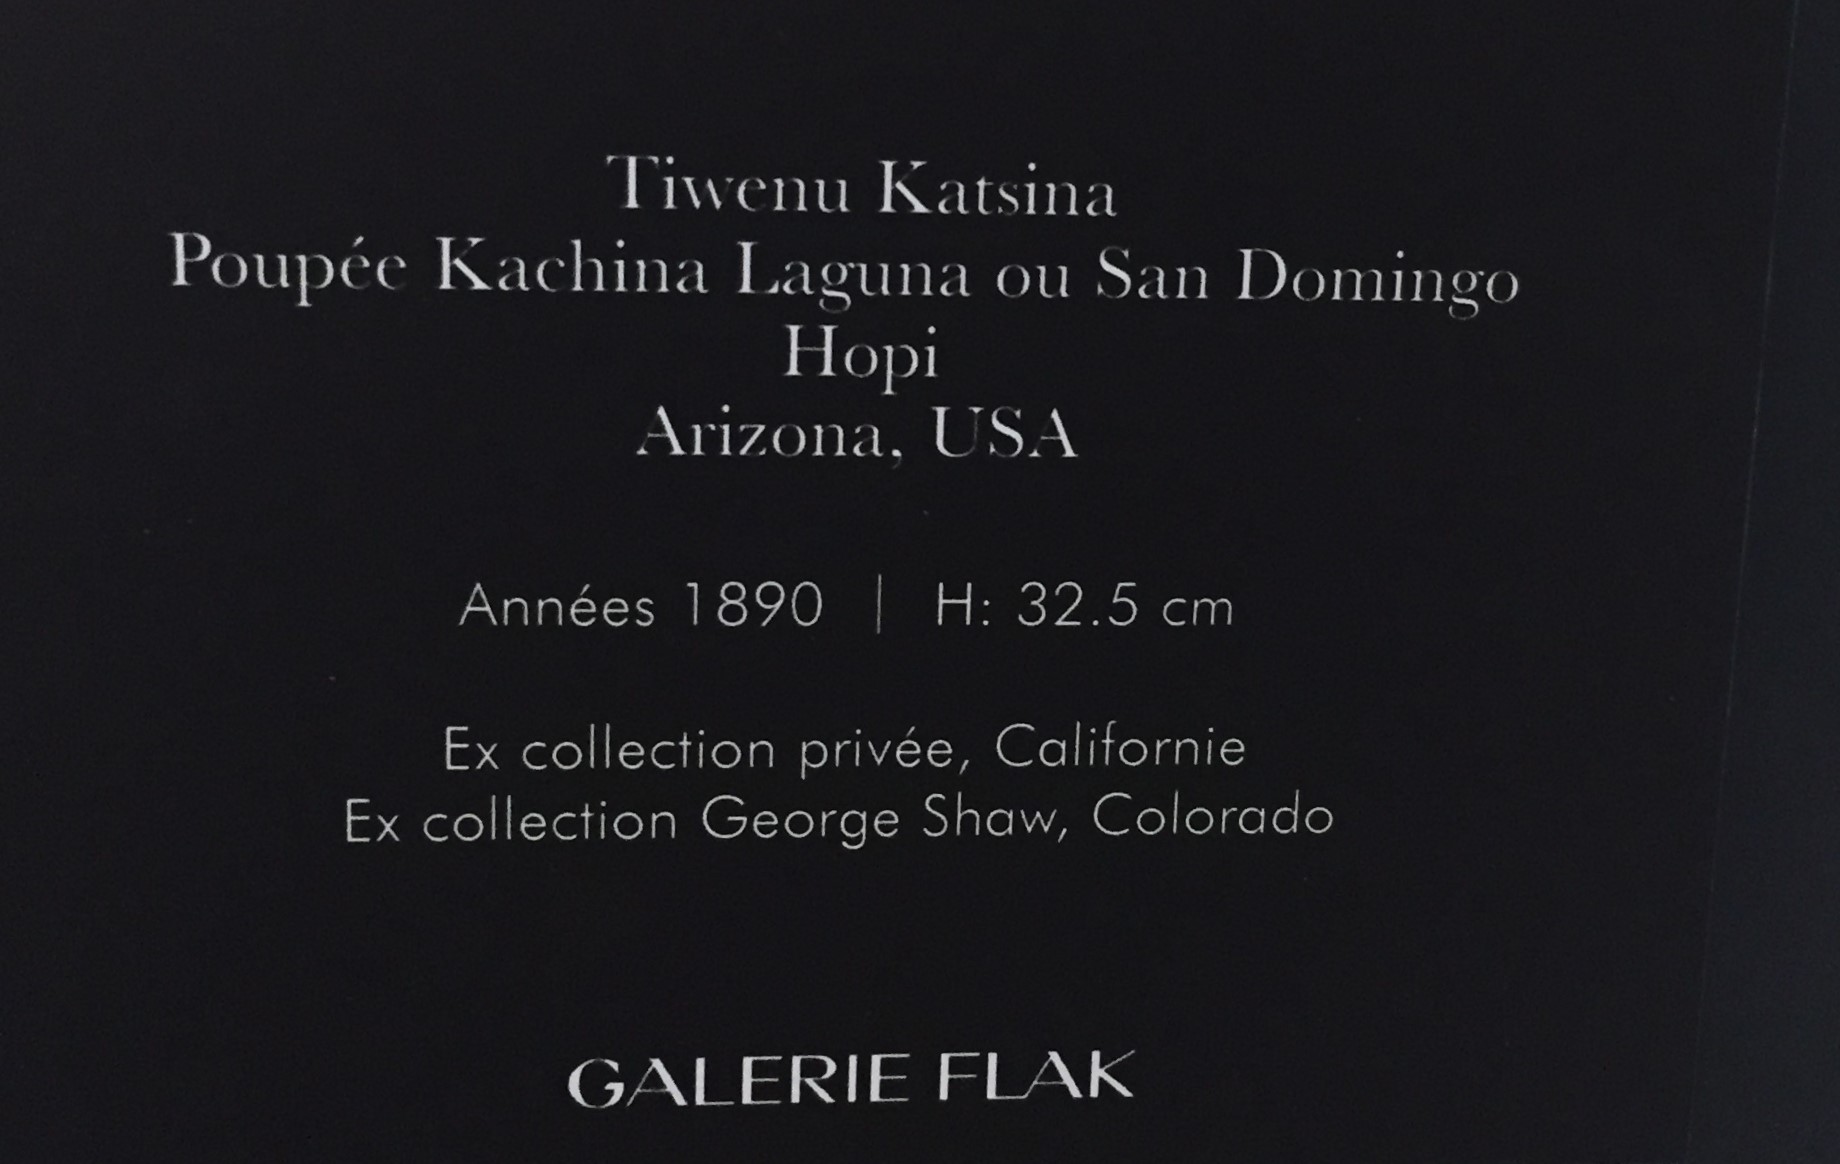 Tiwenu Katsina
Poupée Kachina Laguna ou San Domingo
Hopi
Arizona, USA
Années 1890 | H: 32.5 cm
Ex collection privée, Californie
Ex collection George Shaw, Colorado
GALERIE FLAK